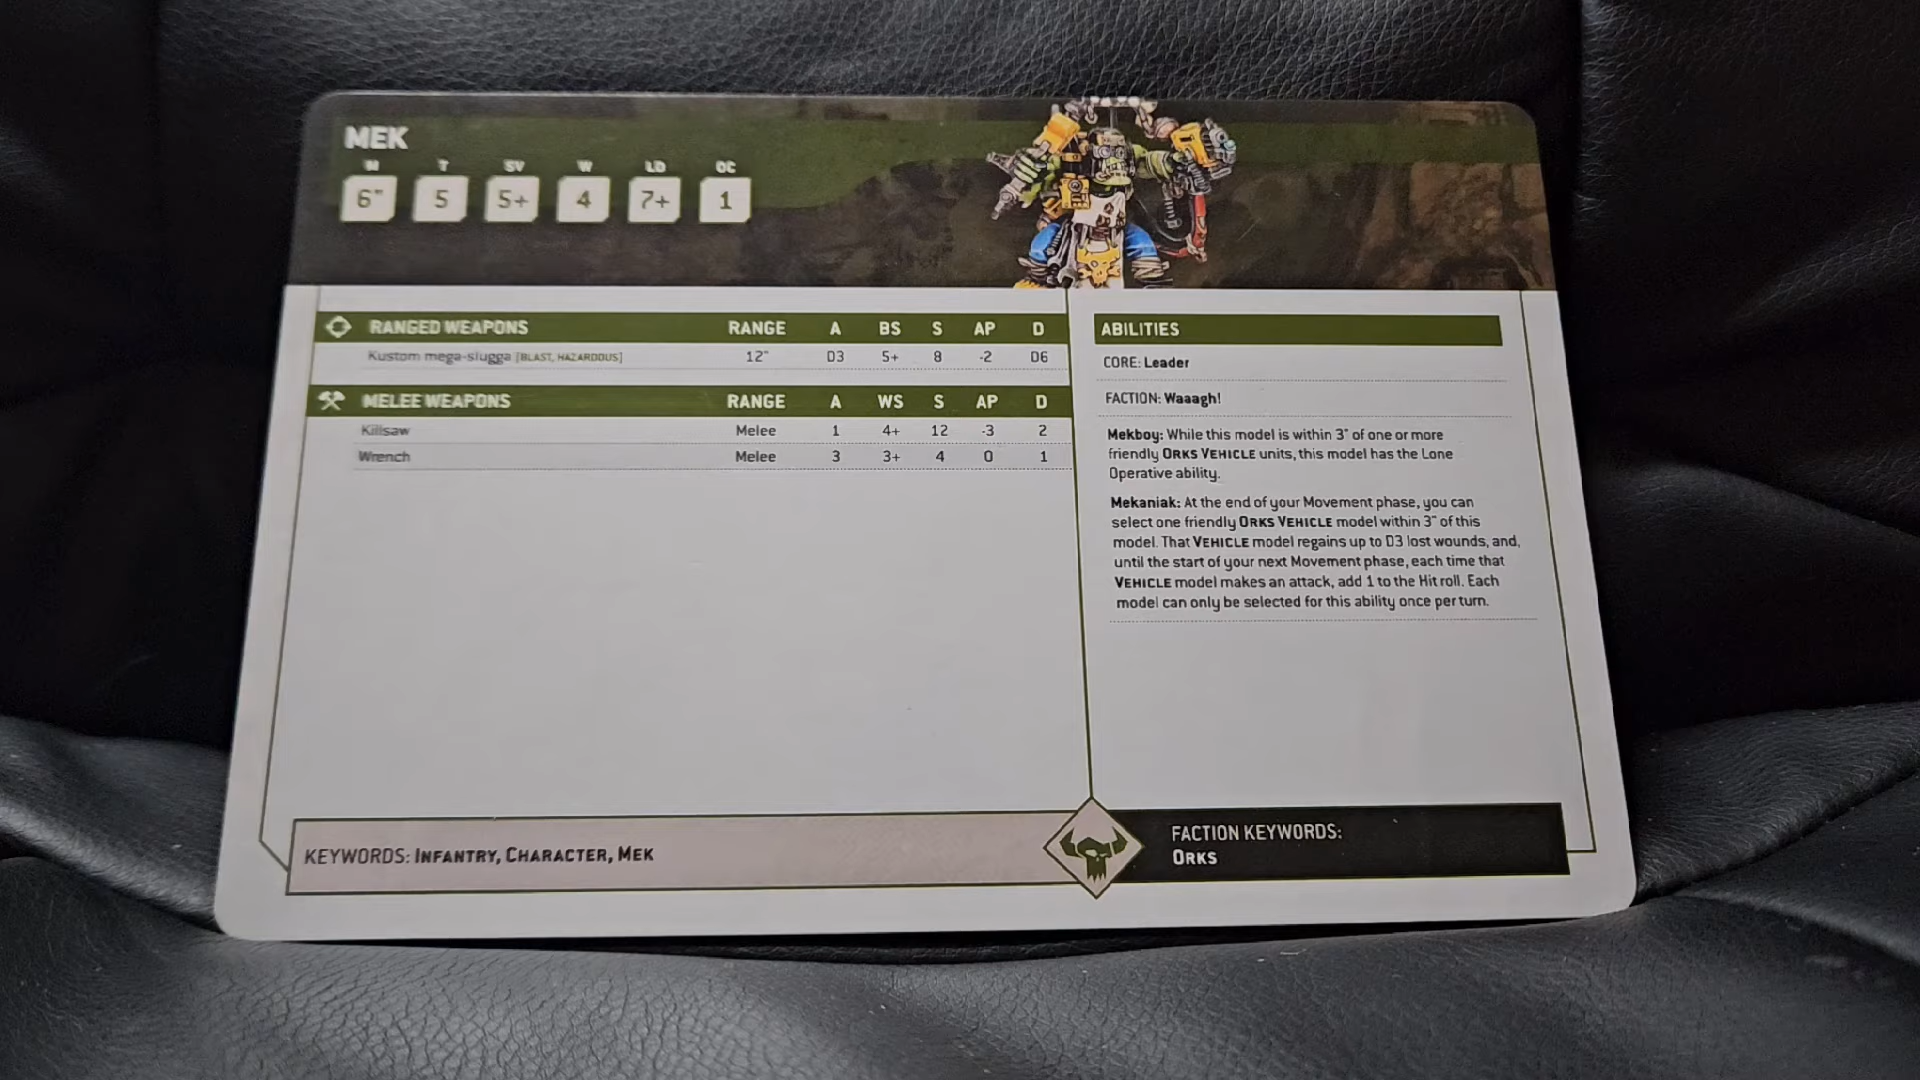 MEK
M T SV W LD OC
6" 5 5+ 4 7+ 1
RANGED WEAPONS RANGE A BS S AP D
Kustom mega-slugga [BLAST, HAZARDOUS] 12" D3 5+ 8 -2 D6
MELEE WEAPONS RANGE A WS S AP D
Killsaw Melee 1 4+ 12 -3 2
Wrench Melee 3 3+ 4 0 1
ABILITIES
CORE: Leader
FACTION: Waaagh!
Mekboy: While this model is within 3" of one or more
friendly ORKS VEHICLE units, this model has the Lone
Operative ability.
Mekaniak: At the end of your Movement phase, you can
select one friendly ORKS VEHICLE model within 3" of this
model. That VEHICLE model regains up to D3 lost wounds, and,
until the start of your next Movement phase, each time that
VEHICLE model makes an attack, add 1 to the Hit roll. Each
model can only be selected for this ability once per turn.
KEYWORDS: INFANTRY, CHARACTER, MEK
FACTION KEYWORDS:
ORKS